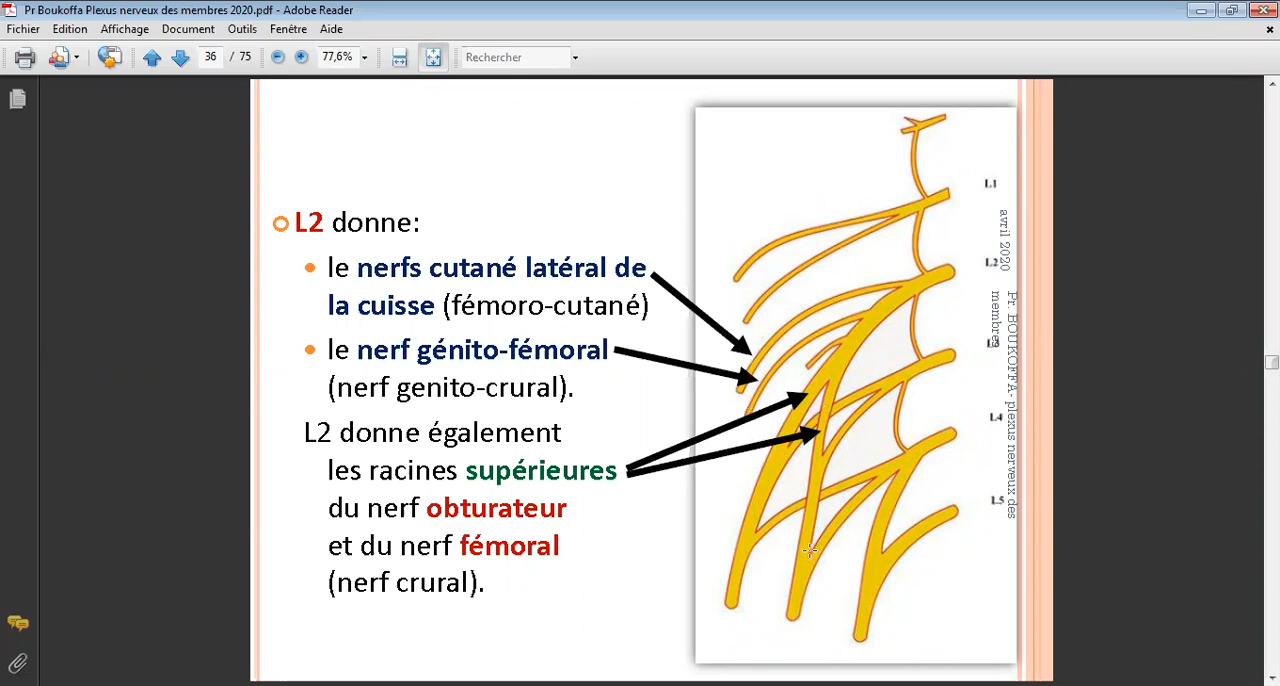 Pr Boukoffa Plexus nerveux des membres 2020.pdf - Adobe Reader
Fichier Edition Affichage Document Outils Fenêtre Aide
36 / 75 77,6% Rechercher
L2 donne:
le nerfs cutané latéral de
la cuisse (fémoro-cutané)
le nerf génito-fémoral
(nerf genito-crural).
L2 donne également
les racines supérieures
du nerf obturateur
et du nerf fémoral
(nerf crural).
L1
L2
L3
L4
L5
avril 2020
Pr. BOUKOFFA- plexus nerveux des
membres